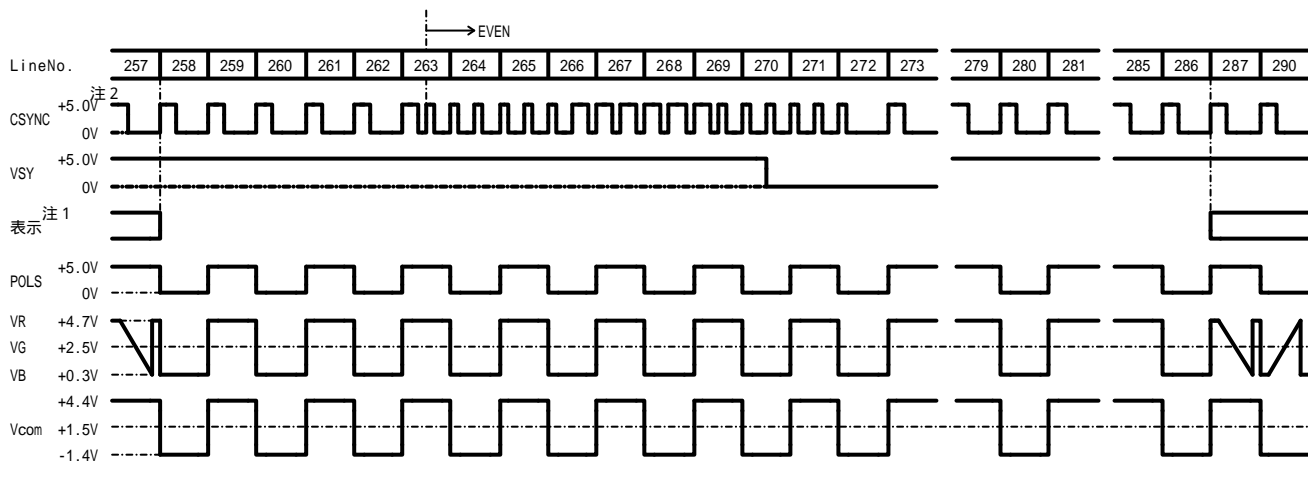 EVEN
LineNo. 257 258 259 260 261 262 263 264 265 266 267 268 269 270 271 272 273 279 280 281 285 286 287 290
注2
CSYNC +5.0V
0V
VSY +5.0V
0V
注1
表示
POLS +5.0V
0V
VR +4.7V
VG +2.5V
VB +0.3V
+4.4V
Vcom +1.5V
-1.4V